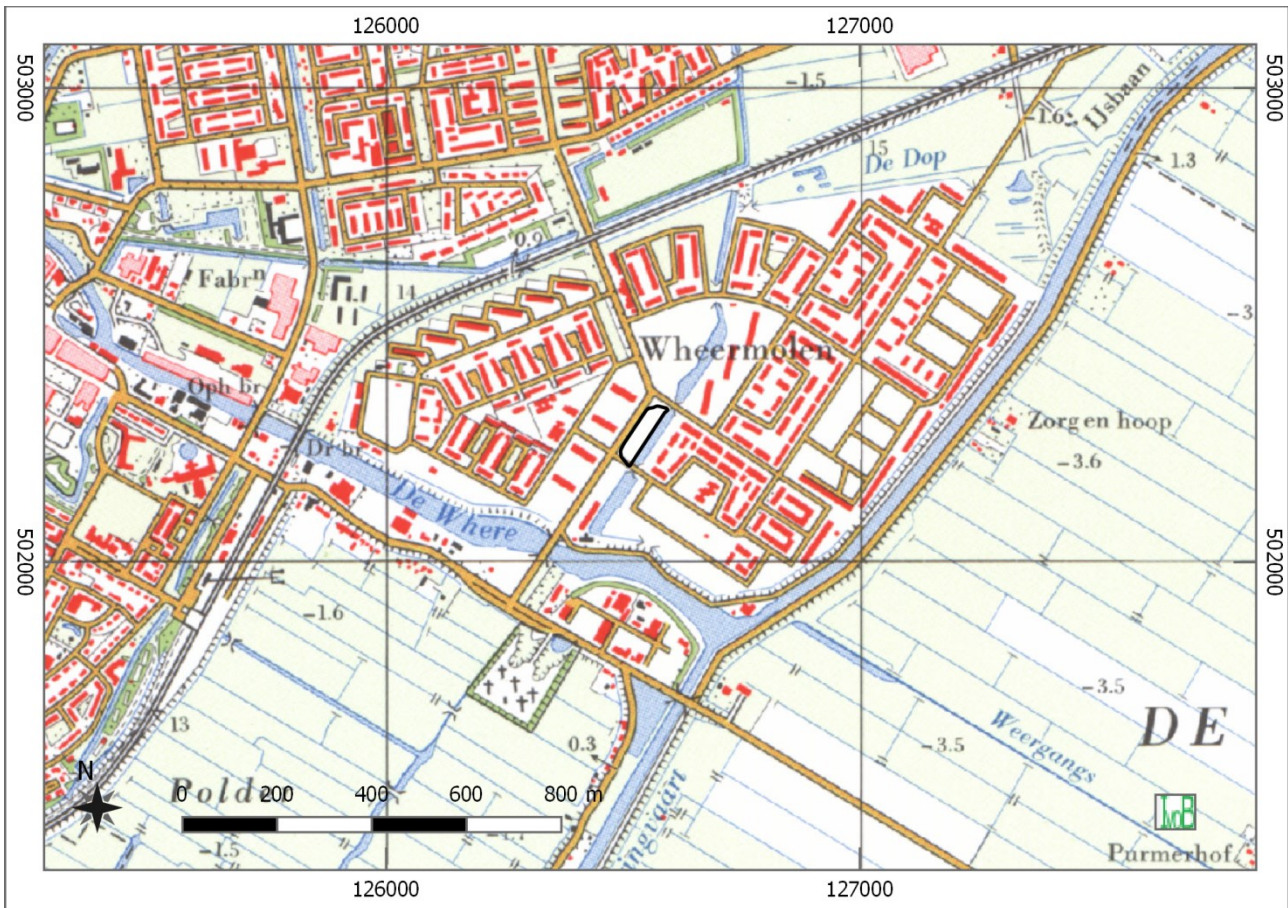 126000 127000
503000 503000
-1.5
-1.6
IJsbaan
15
De Dop
1.3
0.9
Fabrⁿ
14
-3
Wheermolen
Oph br
Zorg en hoop
-3.6
Dr br
De Where
502000 502000
-1.6
-3.5
DE
13
0.3
-3.5
Weergangs
N
Polde
0 200 400 600 800 m
-1.5
ingvaart
Purmerhof
126000 127000